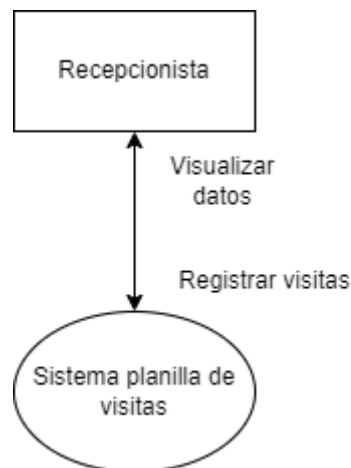 Recepcionista
Visualizar
datos
Registrar visitas
Sistema planilla de
visitas